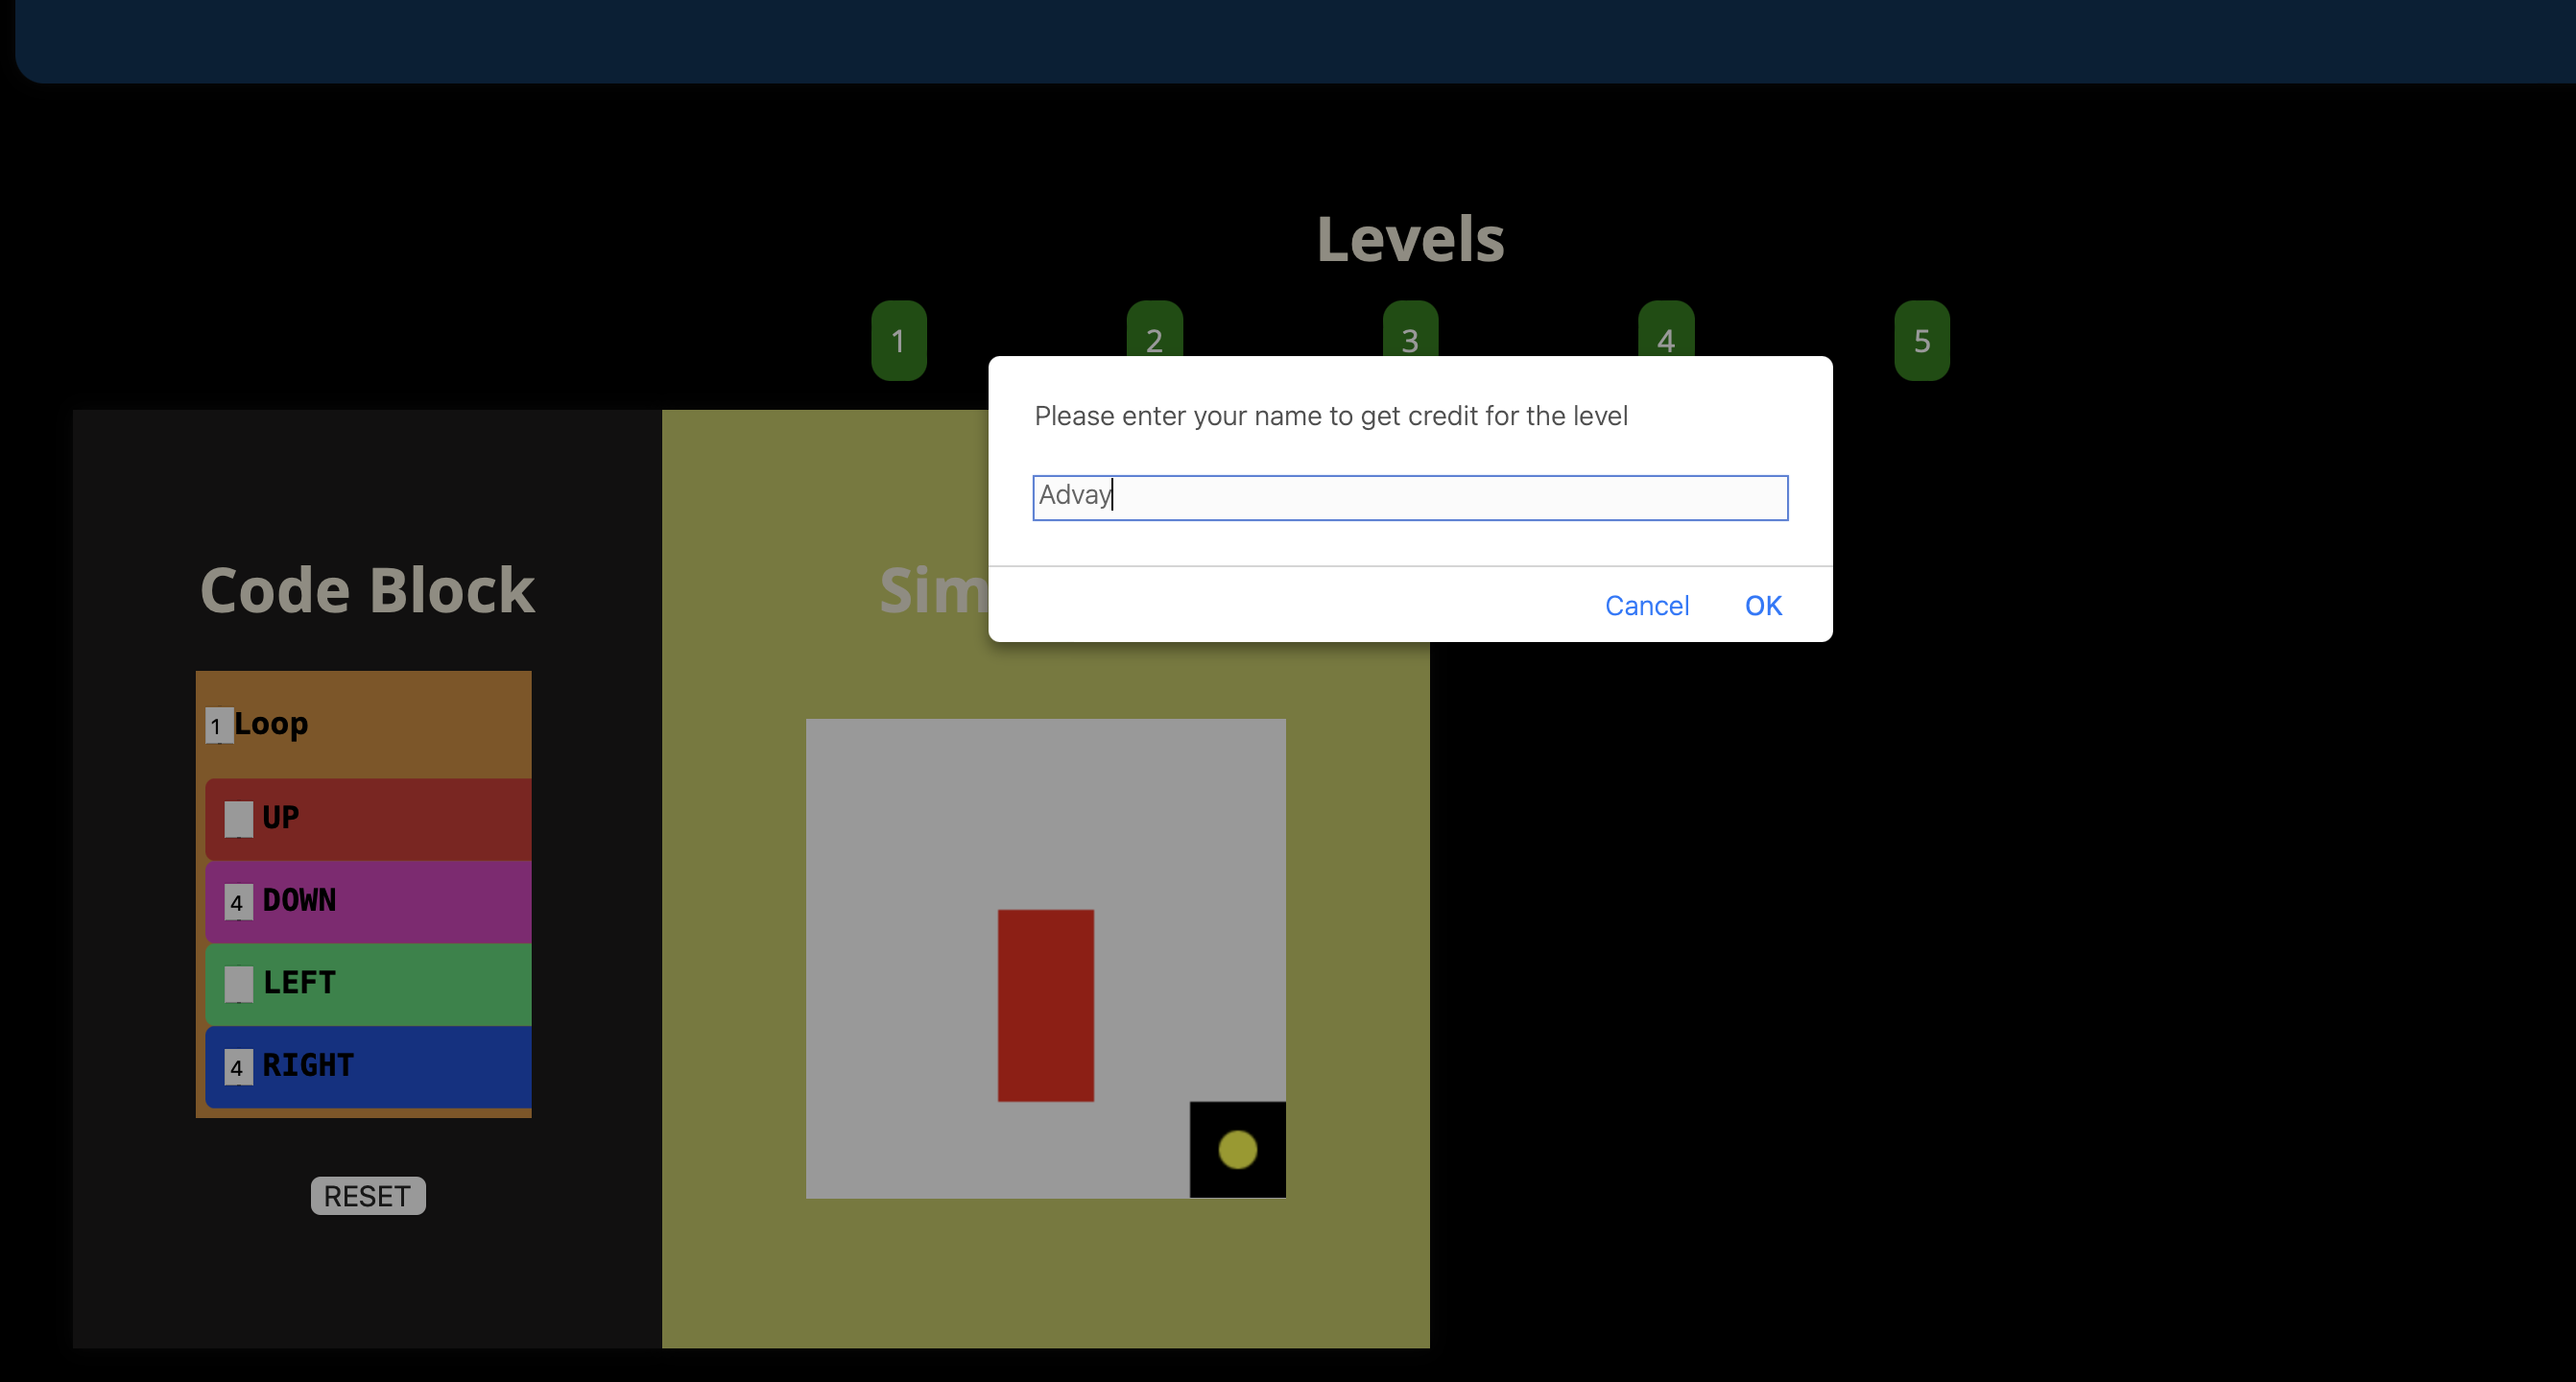 Levels
1 2 3 4 5
Please enter your name to get credit for the level
Advay
Cancel OK
Code Block
Sim
1 Loop
UP
4 DOWN
LEFT
4 RIGHT
RESET